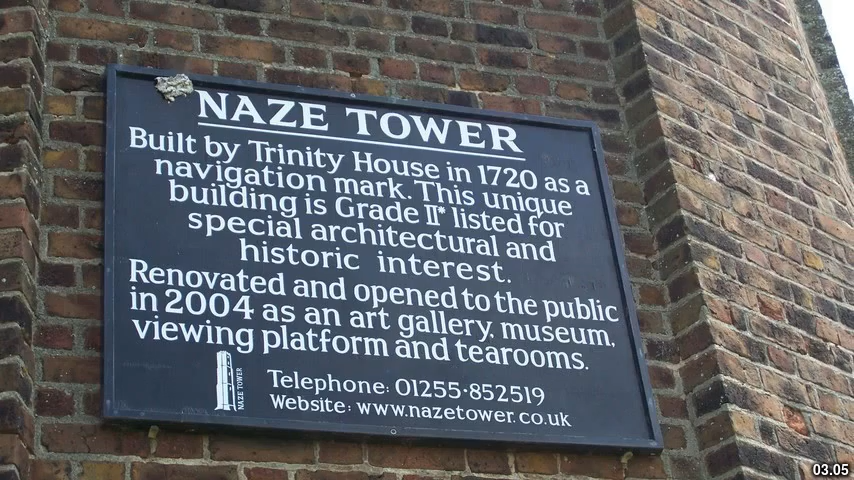 NAZE TOWER
Built by Trinity House in 1720 as a
navigation mark. This unique
building is Grade II* listed for
special architectural and
historic interest.
Renovated and opened to the public
in 2004 as an art gallery, museum,
viewing platform and tearooms.
NAZE TOWER
Telephone: 01255·852519
Website: www.nazetower.co.uk
03.05